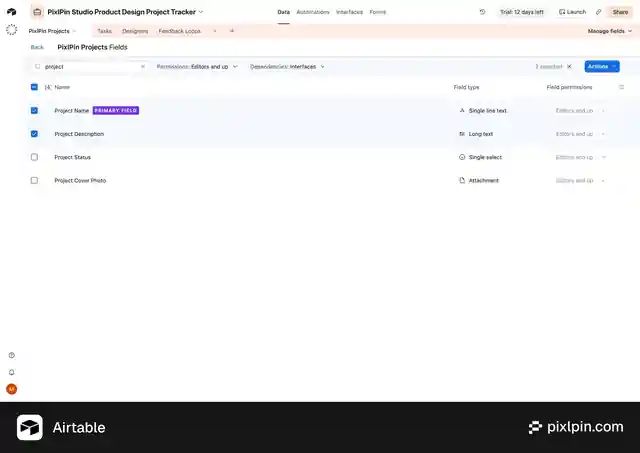 PixlPin Studio Product Design Project Tracker
Data Automations Interfaces Forms
Trial: 12 days left Launch Share
PixlPin Projects Tasks Designers Feedback Loops Manage fields
Back PixlPin Projects Fields
project Permissions: Editors and up Dependencies: Interfaces 2 selected Actions
Name Field type Field permissions
Project Name PRIMARY FIELD Single line text Editors and up
Project Description Long text Editors and up
Project Status Single select Editors and up
Project Cover Photo Attachment Editors and up
Airtable pixlpin.com